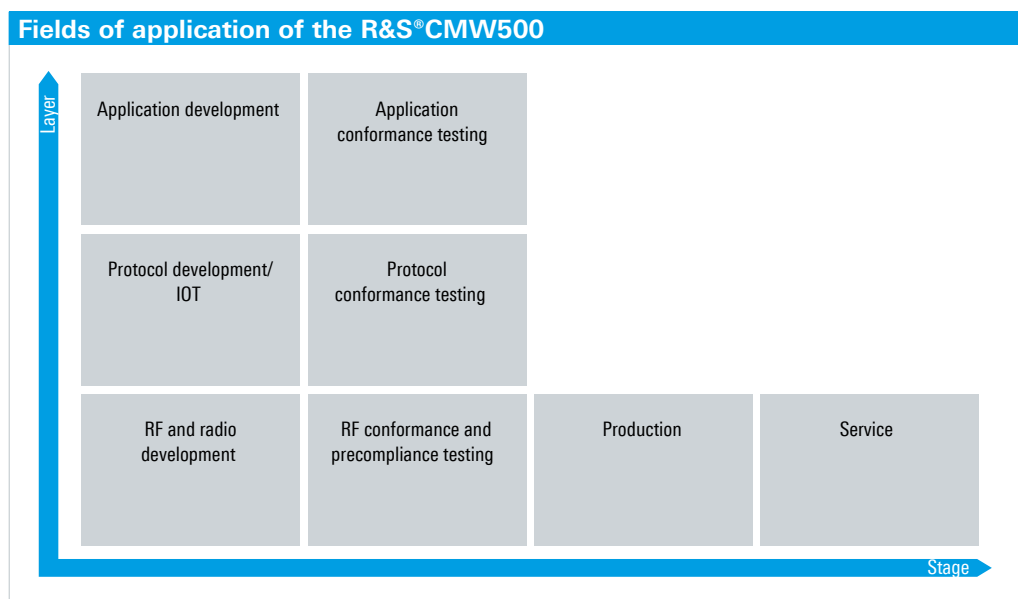 Fields of application of the R&S®CMW500
Layer
Application development
Application
conformance testing
Protocol development/
IOT
Protocol
conformance testing
RF and radio
development
RF conformance and
precompliance testing
Production
Service
Stage